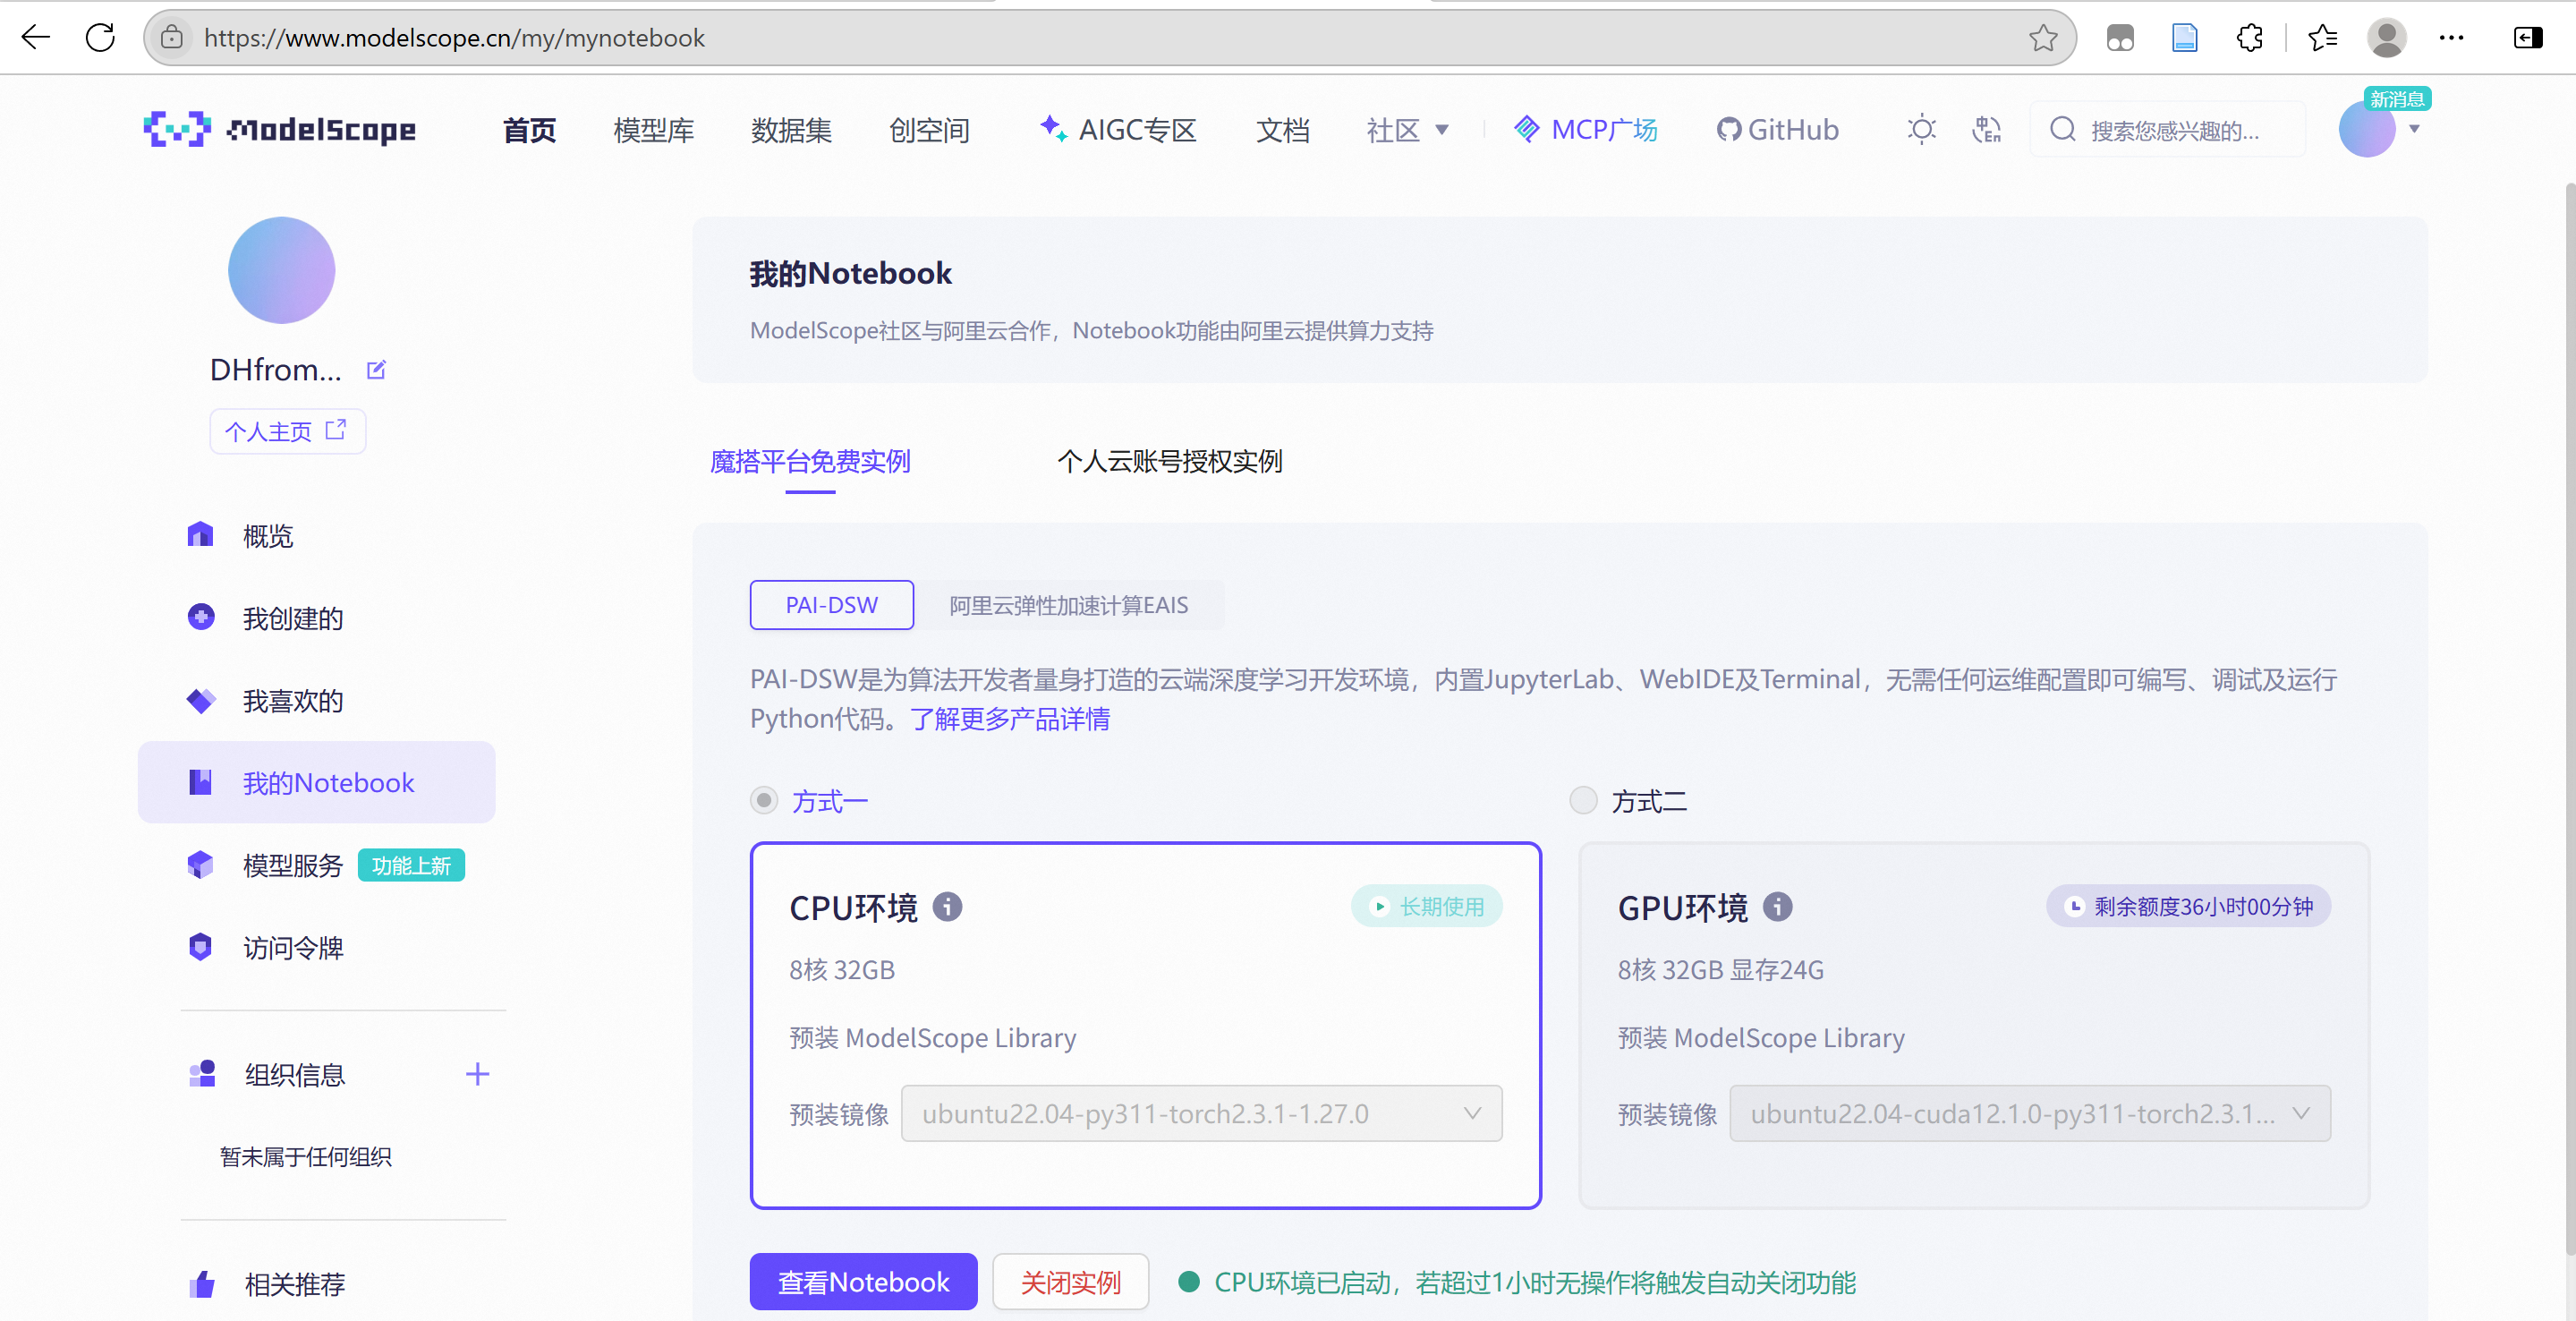 https://www.modelscope.cn/my/mynotebook
ModelScope
首页
模型库
数据集
创空间
AIGC专区
文档
社区
MCP广场
GitHub
中En
搜索您感兴趣的...
新消息
DHfrom...
个人主页
概览
我创建的
我喜欢的
我的Notebook
模型服务 功能上新
访问令牌
组织信息
暂未属于任何组织
相关推荐
我的Notebook
ModelScope社区与阿里云合作，Notebook功能由阿里云提供算力支持
魔搭平台免费实例
个人云账号授权实例
PAI-DSW
阿里云弹性加速计算EAIS
PAI-DSW是为算法开发者量身打造的云端深度学习开发环境，内置JupyterLab、WebIDE及Terminal，无需任何运维配置即可编写、调试及运行
Python代码。了解更多产品详情
方式一
CPU环境
长期使用
8核 32GB
预装 ModelScope Library
预装镜像 ubuntu22.04-py311-torch2.3.1-1.27.0
方式二
GPU环境
剩余额度36小时00分钟
8核 32GB 显存24G
预装 ModelScope Library
预装镜像 ubuntu22.04-cuda12.1.0-py311-torch2.3.1...
查看Notebook
关闭实例
CPU环境已启动，若超过1小时无操作将触发自动关闭功能